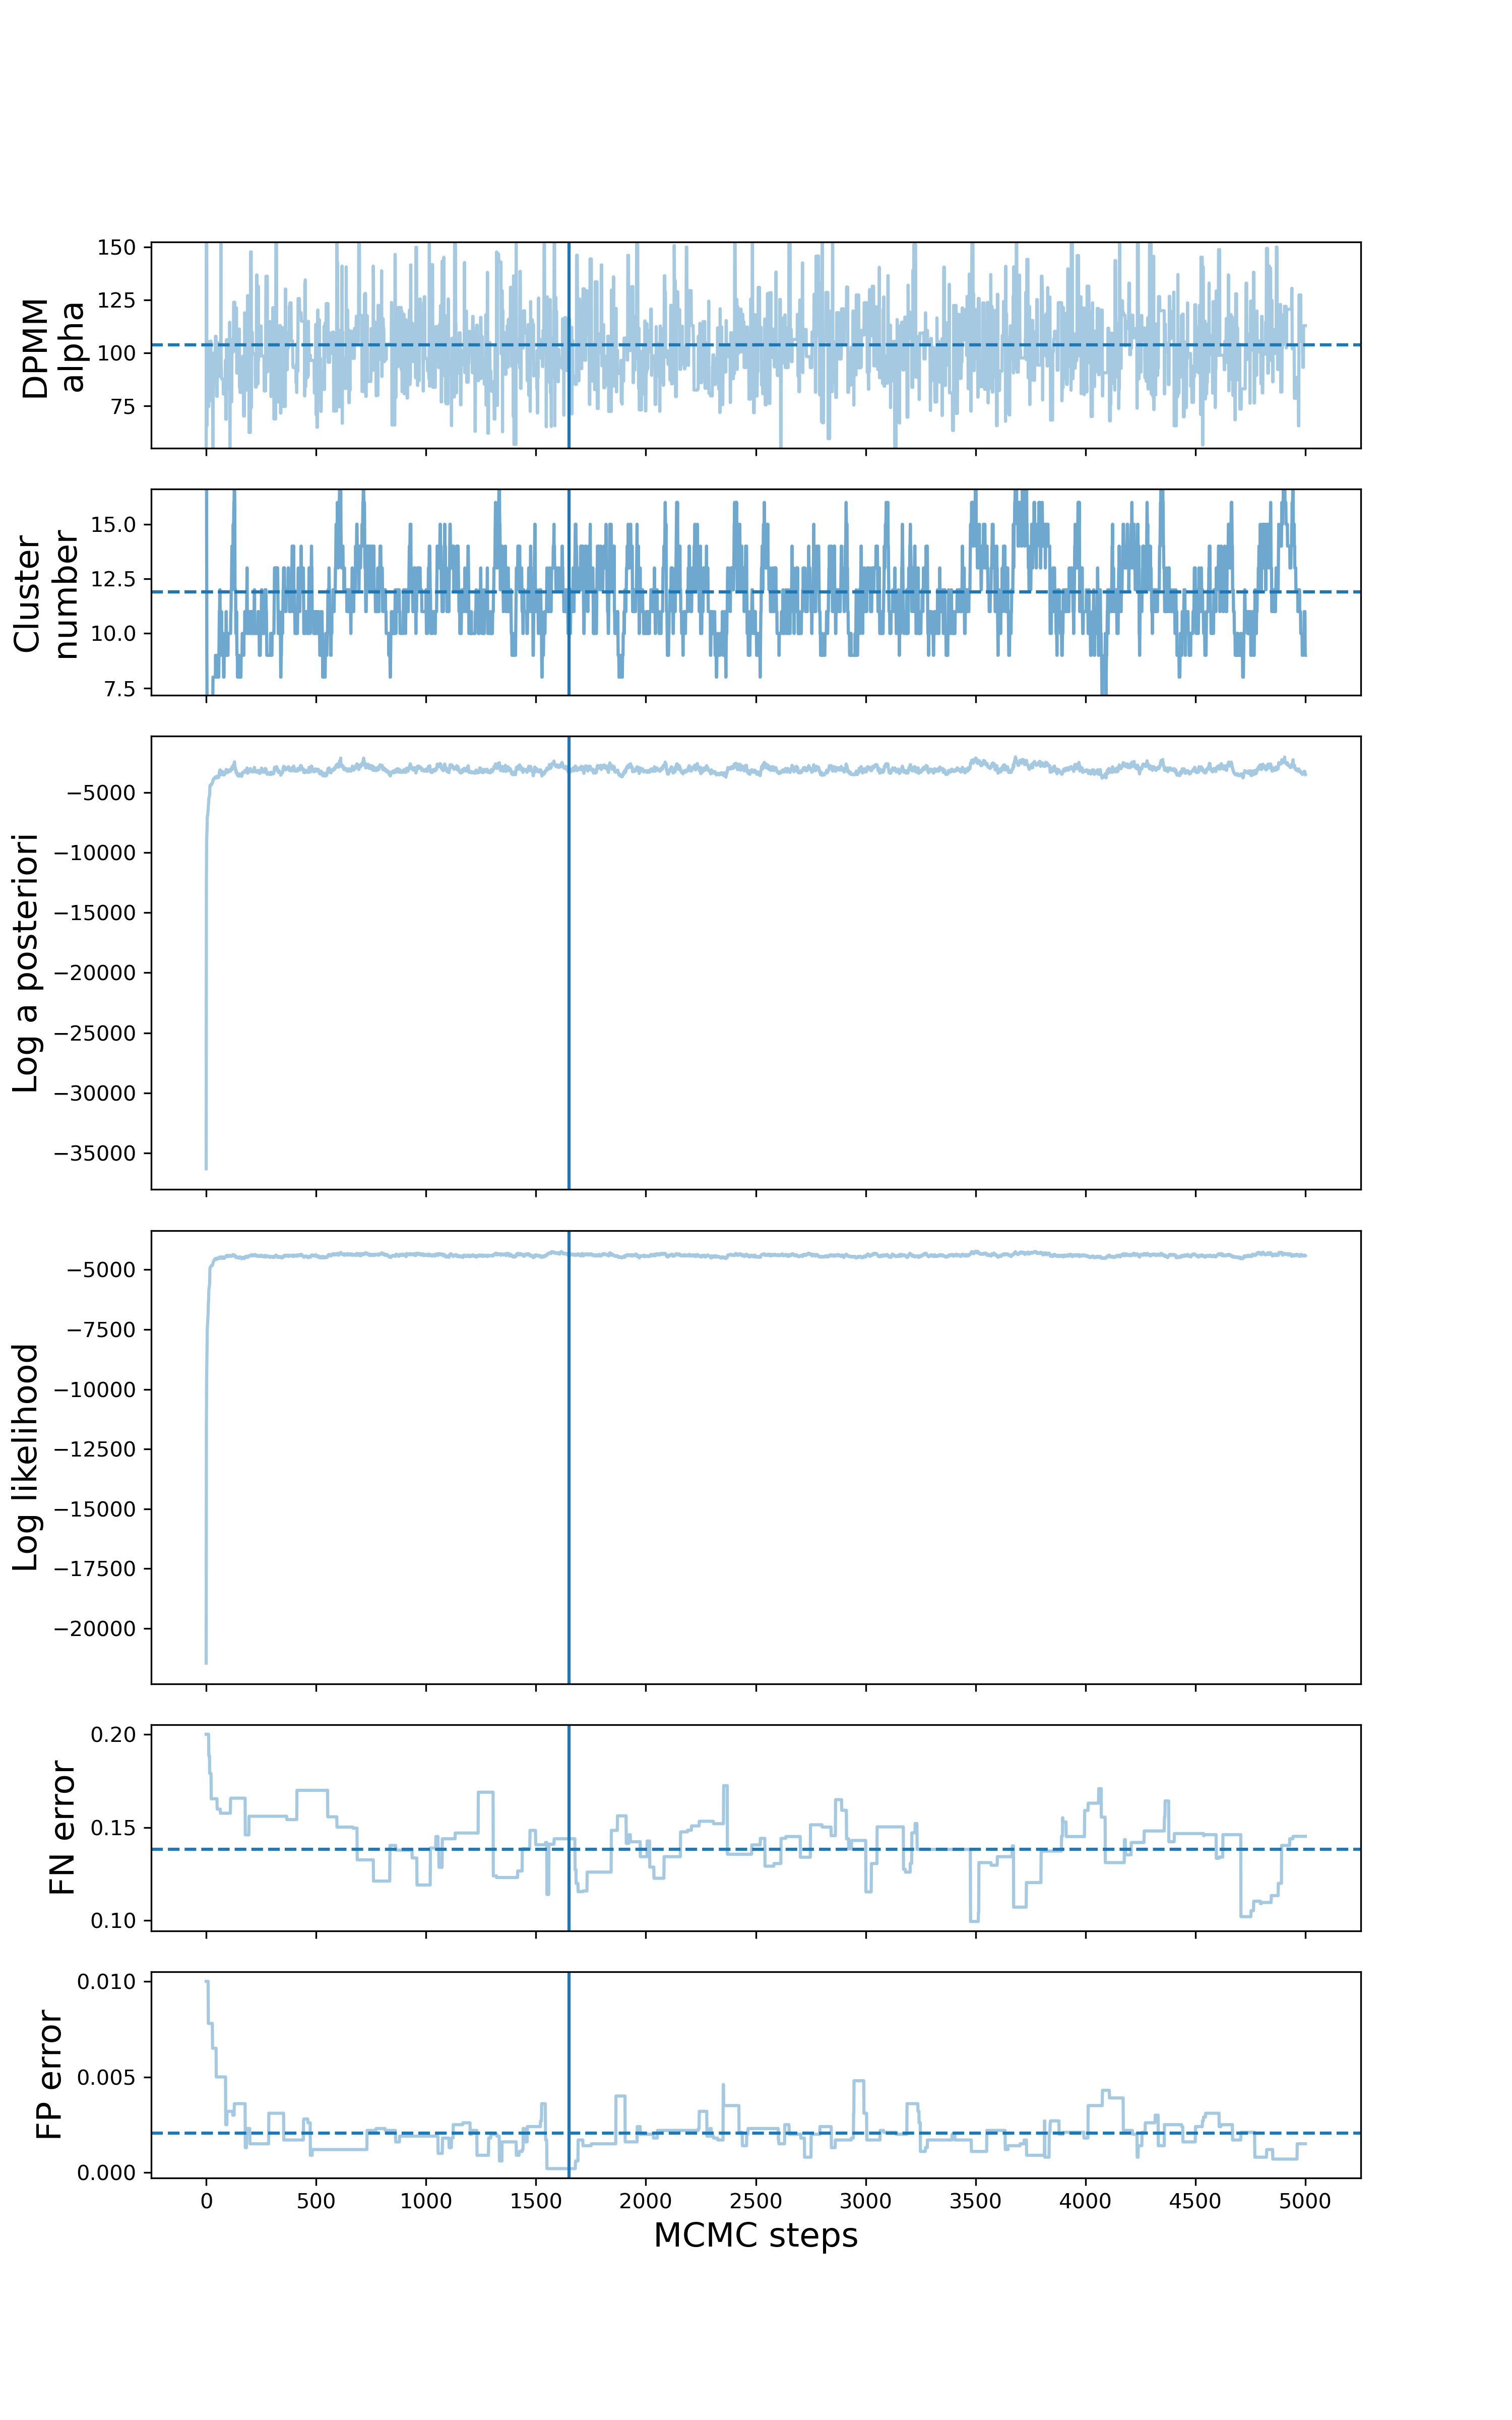 DPMM
alpha
150
125
100
75
Cluster
number
15.0
12.5
10.0
7.5
Log a posteriori
−5000
−10000
−15000
−20000
−25000
−30000
−35000
Log likelihood
−5000
−7500
−10000
−12500
−15000
−17500
−20000
FN error
0.20
0.15
0.10
FP error
0.010
0.005
0.000
0 500 1000 1500 2000 2500 3000 3500 4000 4500 5000
MCMC steps